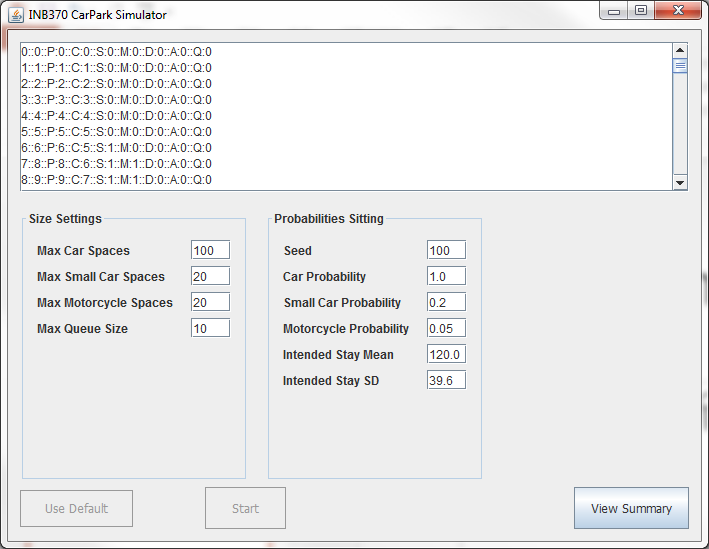 INB370 CarPark Simulator
0::0::P:0::C:0::S:0::M:0::D:0::A:0::Q:0
1::1::P:1::C:1::S:0::M:0::D:0::A:0::Q:0
2::2::P:2::C:2::S:0::M:0::D:0::A:0::Q:0
3::3::P:3::C:3::S:0::M:0::D:0::A:0::Q:0
4::4::P:4::C:4::S:0::M:0::D:0::A:0::Q:0
5::5::P:5::C:5::S:0::M:0::D:0::A:0::Q:0
6::6::P:6::C:5::S:1::M:0::D:0::A:0::Q:0
7::8::P:8::C:6::S:1::M:1::D:0::A:0::Q:0
8::9::P:9::C:7::S:1::M:1::D:0::A:0::Q:0
Size Settings
Max Car Spaces 100
Max Small Car Spaces 20
Max Motorcycle Spaces 20
Max Queue Size 10
Probabilities Sitting
Seed 100
Car Probability 1.0
Small Car Probability 0.2
Motorcycle Probability 0.05
Intended Stay Mean 120.0
Intended Stay SD 39.6
Use Default
Start
View Summary